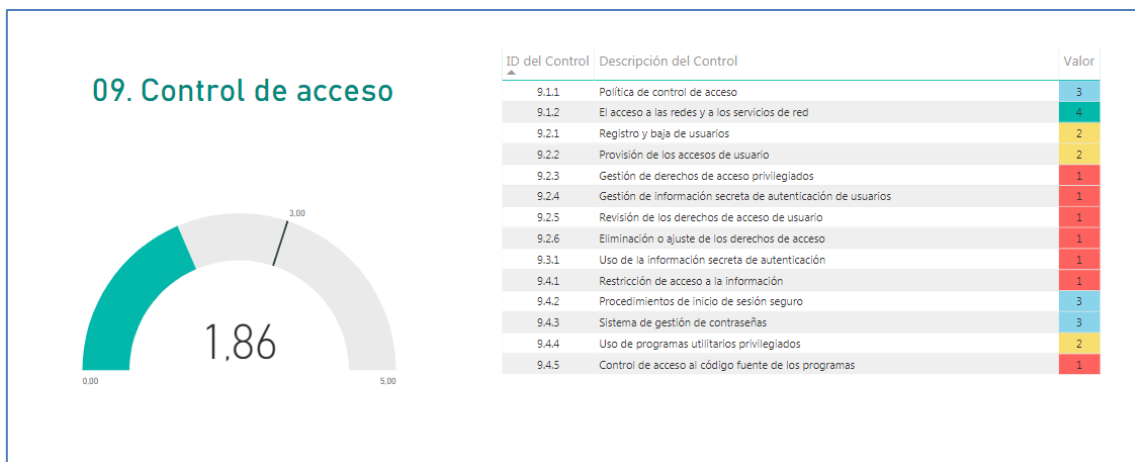 09. Control de acceso
3,00
1,86
0,00
5,00
ID del Control Descripción del Control Valor
9.1.1 Política de control de acceso 3
9.1.2 El acceso a las redes y a los servicios de red 4
9.2.1 Registro y baja de usuarios 2
9.2.2 Provisión de los accesos de usuario 2
9.2.3 Gestión de derechos de acceso privilegiados 1
9.2.4 Gestión de información secreta de autenticación de usuarios 1
9.2.5 Revisión de los derechos de acceso de usuario 1
9.2.6 Eliminación o ajuste de los derechos de acceso 1
9.3.1 Uso de la información secreta de autenticación 1
9.4.1 Restricción de acceso a la información 1
9.4.2 Procedimientos de inicio de sesión seguro 3
9.4.3 Sistema de gestión de contraseñas 3
9.4.4 Uso de programas utilitarios privilegiados 2
9.4.5 Control de acceso al código fuente de los programas 1